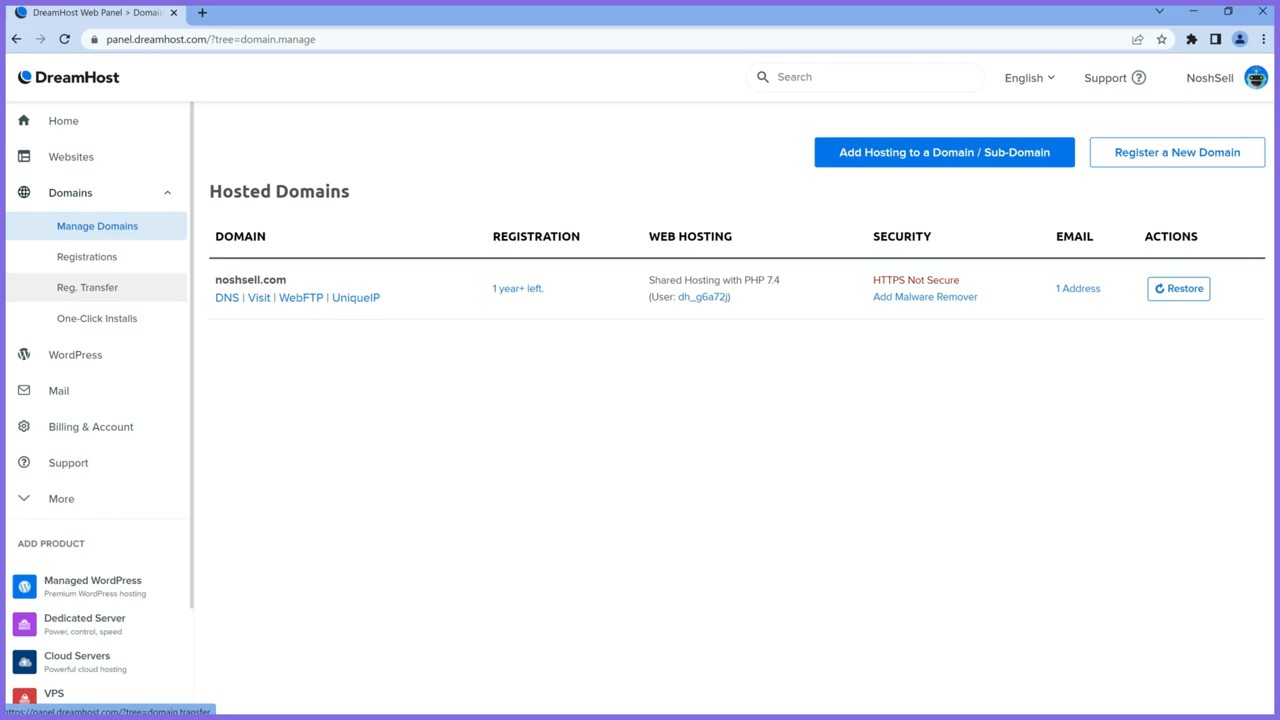 DreamHost Web Panel > Domain
panel.dreamhost.com/?tree=domain.manage
DreamHost
Search
English
Support
NoshSell
Home
Websites
Domains
Manage Domains
Registrations
Reg. Transfer
One-Click Installs
WordPress
Mail
Billing & Account
Support
More
ADD PRODUCT
Managed WordPress
Premium WordPress hosting
Dedicated Server
Power, control, speed
Cloud Servers
Powerful cloud hosting
VPS
https://panel.dreamhost.com/?tree=domain.transfer
Add Hosting to a Domain / Sub-Domain
Register a New Domain
Hosted Domains
DOMAIN REGISTRATION WEB HOSTING SECURITY EMAIL ACTIONS
noshsell.com
DNS | Visit | WebFTP | UniqueIP
1 year+ left.
Shared Hosting with PHP 7.4
(User: dh_g6a72j)
HTTPS Not Secure
Add Malware Remover
1 Address
Restore